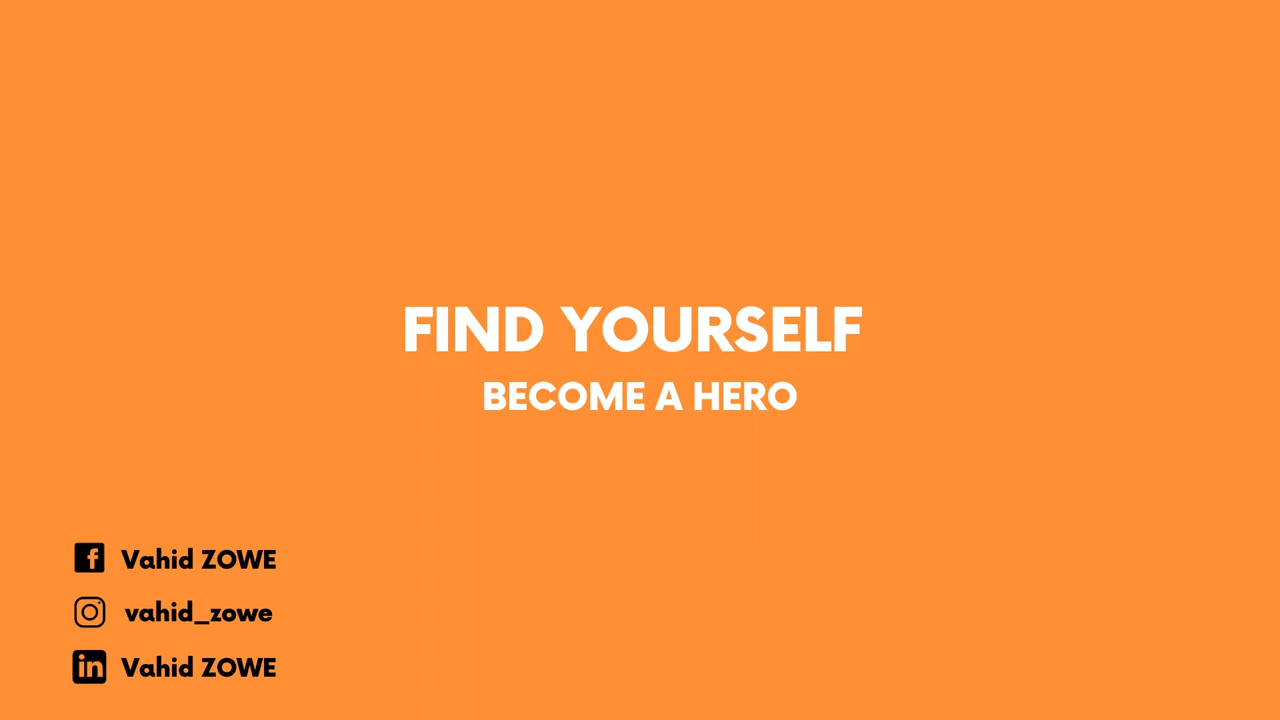 FIND YOURSELF
BECOME A HERO
Vahid ZOWE
vahid_zowe
Vahid ZOWE